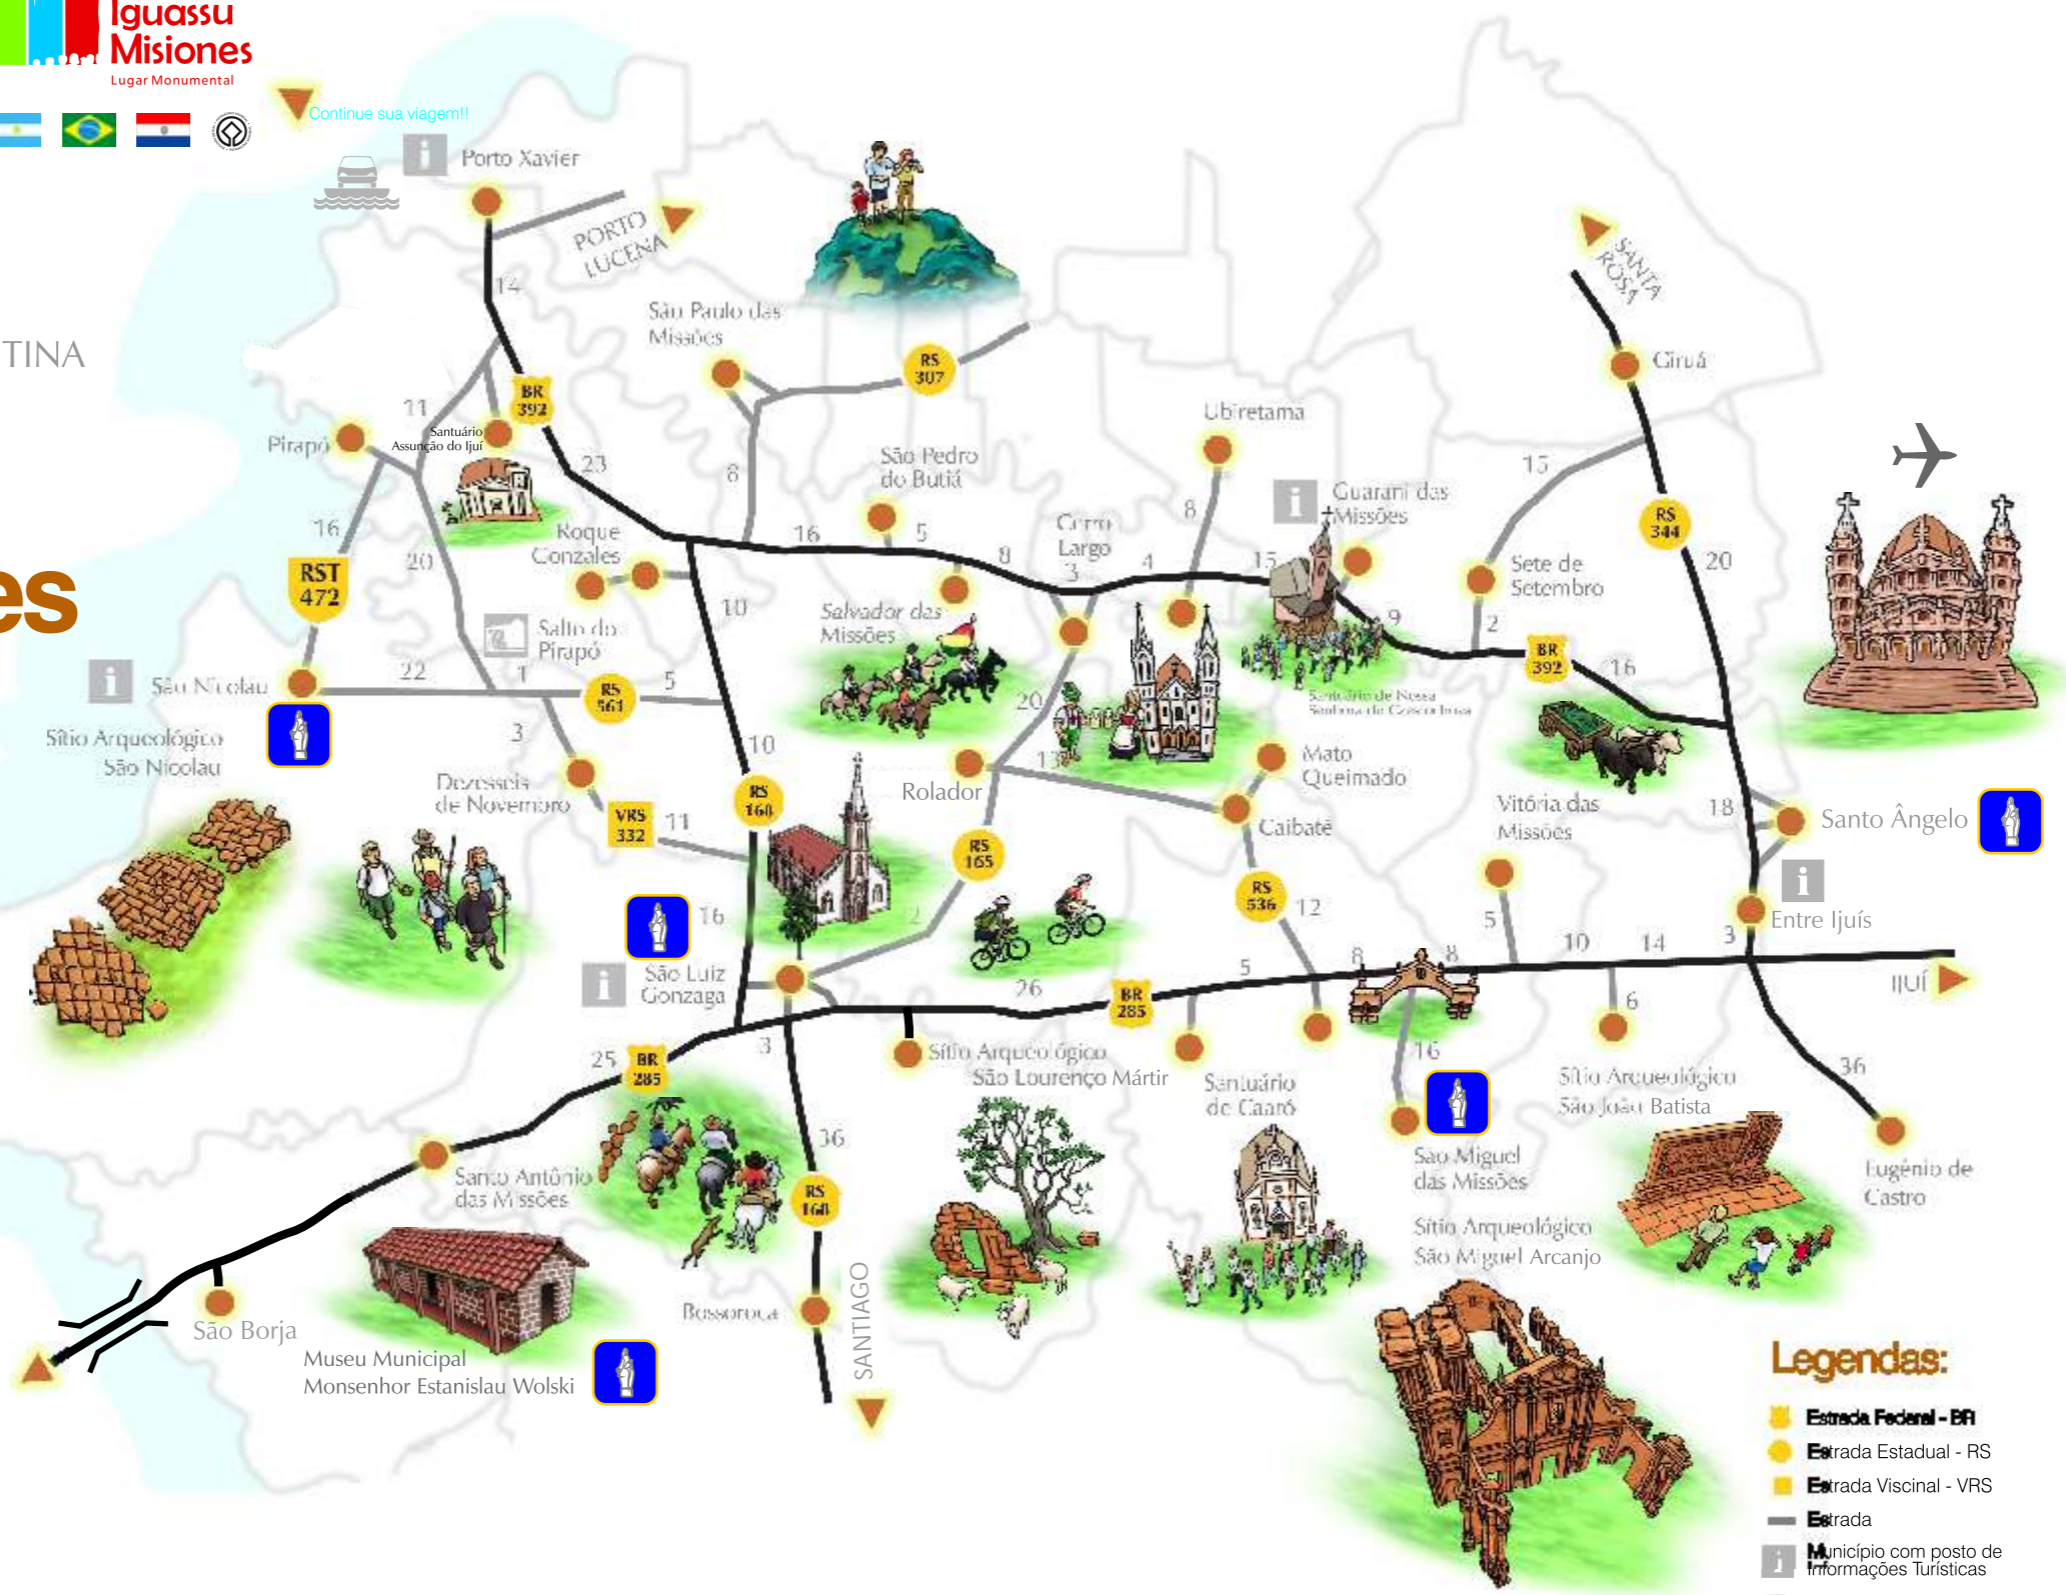 Iguassu
Misiones
Lugar Monumental
Continue sua viagem!!
i
Porto Xavier
PORTO
LUCENA
14
TINA
es
São Paulo das
Missões
RS
307
SANTA
ROSA
Giruá
BR
392
11
Pirapó
Santuário
Assunção do Ijuí
23
8
São Pedro
do Butiá
Ubiretama
i
Guarani das
Missões
15
RS
344
20
16
RST
472
20
Roque
Gonzales
16
5
8
Cerro
Largo
3
4
8
15
Sete de
Setembro
9
2
BR
392
16
10
Salto do
Pirapó
Salvador das
Missões
i
São Nicolau
22
1
RS
561
5
20
Santuário de Nossa
Senhora de Czestochowa
Sítio Arqueológico
São Nicolau
3
10
Dezesseis
de Novembro
VRS
332
11
RS
168
Rolador
13
Mato
Queimado
Caibaté
Vitória das
Missões
18
Santo Ângelo
RS
165
RS
536
12
i
Entre Ijuís
16
2
5
10
14
3
i
São Luiz
Gonzaga
26
BR
285
5
8
8
6
IJUÍ
25
BR
285
3
Sítio Arqueológico
São Lourenço Mártir
Santuário
de Caaró
16
Sítio Arqueológico
São João Batista
36
36
Santo Antônio
das Missões
RS
168
São Miguel
das Missões
Sítio Arqueológico
São Miguel Arcanjo
Eugênio de
Castro
São Borja
Museu Municipal
Monsenhor Estanislau Wolski
Bossoroca
SANTIAGO
Legendas:
Estrada Federal - BR
Estrada Estadual - RS
Estrada Viscinal - VRS
Estrada
i
Município com posto de
Informações Turísticas